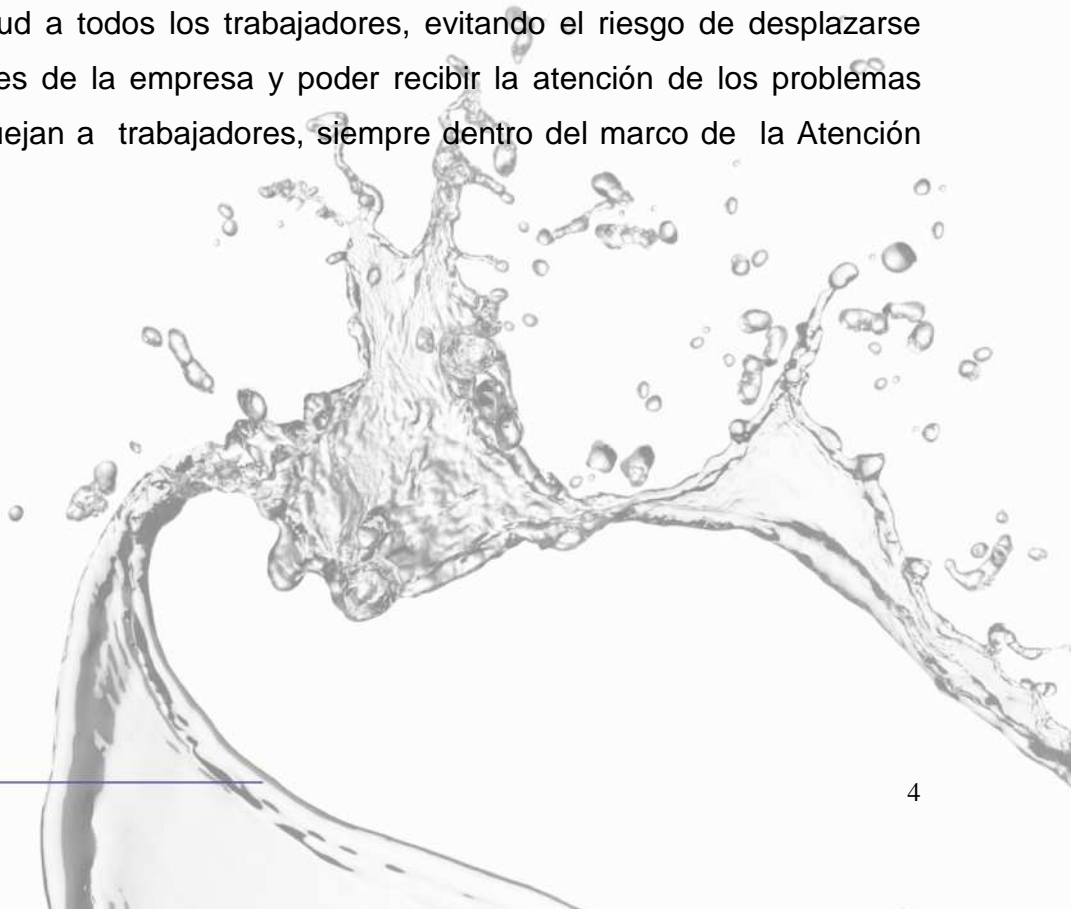 ud a todos los trabajadores, evitando el riesgo de desplazarse
es de la empresa y poder recibir la atención de los problemas
uejan a trabajadores, siempre dentro del marco de la Atención
4